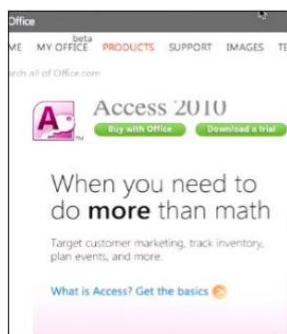 Office
beta
ME MY OFFICE PRODUCTS SUPPORT IMAGES TE
arch all of Office.com
A
Access 2010
Buy with Office Download a trial
TM
When you need to
do more than math
Target customer marketing, track inventory,
plan events, and more.
What is Access? Get the basics